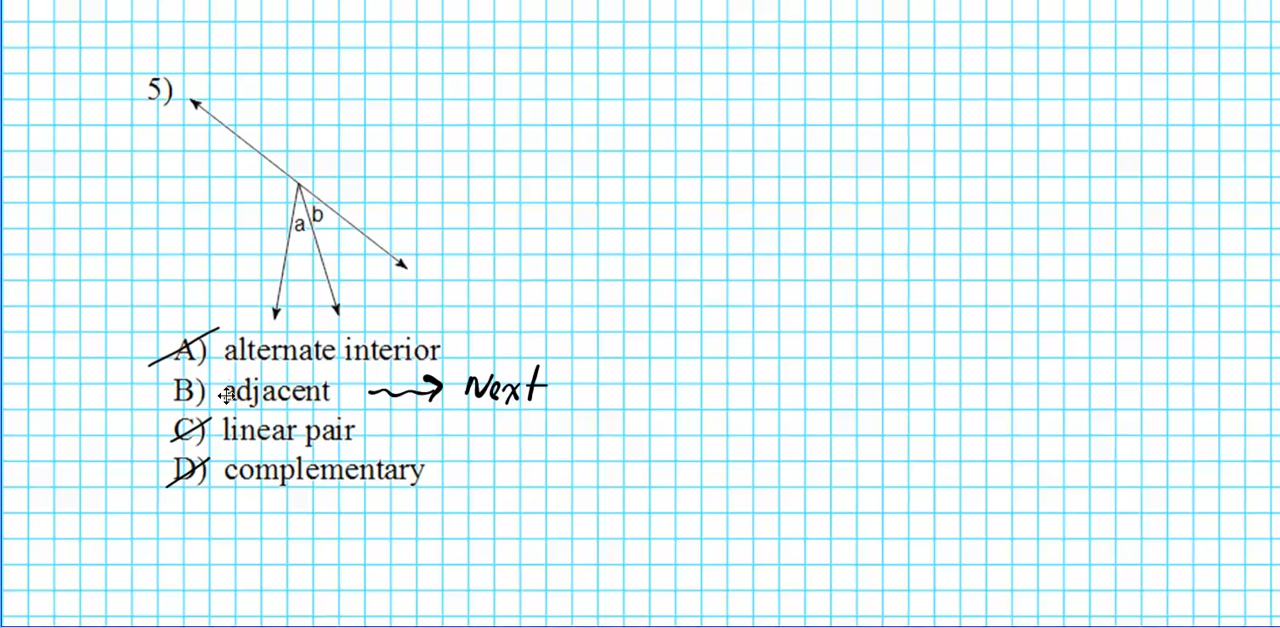 5)
a b
A) alternate interior
B) adjacent Next
C) linear pair
D) complementary